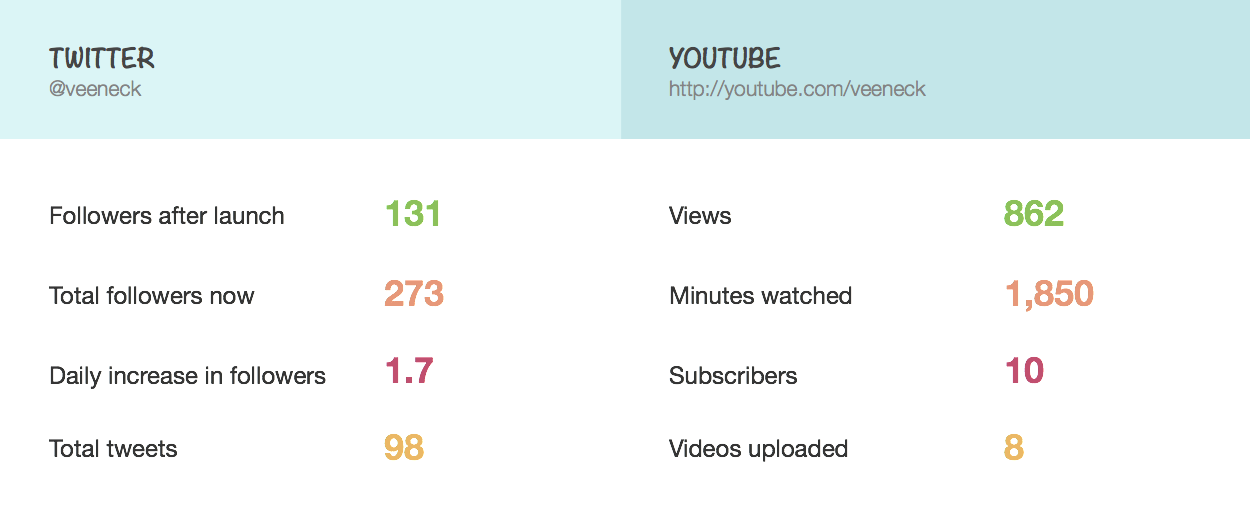 TWITTER
@veeneck
Followers after launch 131
Total followers now 273
Daily increase in followers 1.7
Total tweets 98
YOUTUBE
http://youtube.com/veeneck
Views 862
Minutes watched 1,850
Subscribers 10
Videos uploaded 8